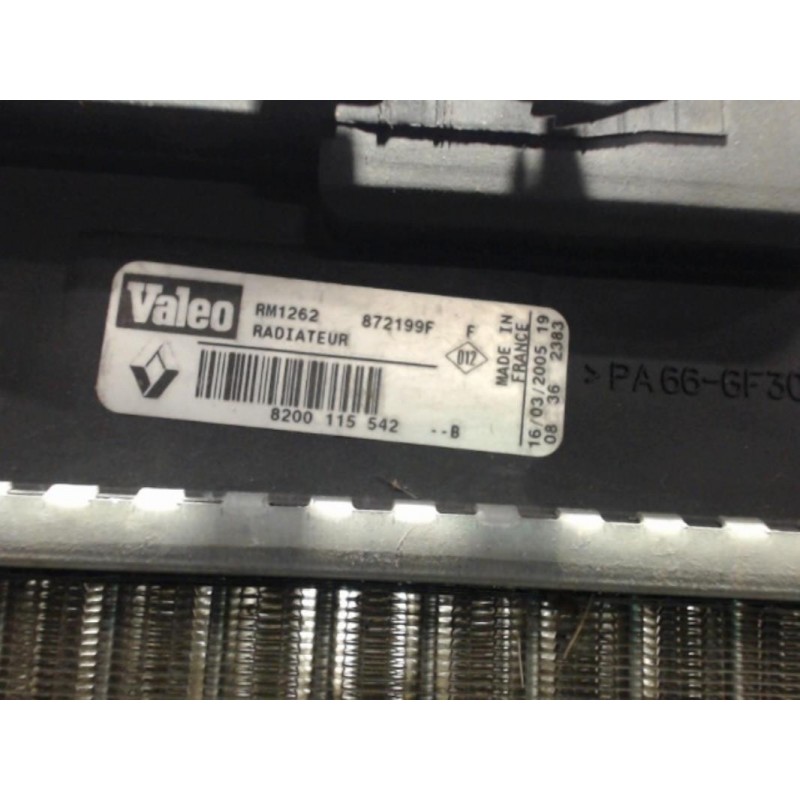 Valeo
RM1262 872199F F
RADIATEUR
012
8200 115 542 --B
MADE IN
FRANCE
16/03/2005 19
08 36 2383
>PA66-GF30